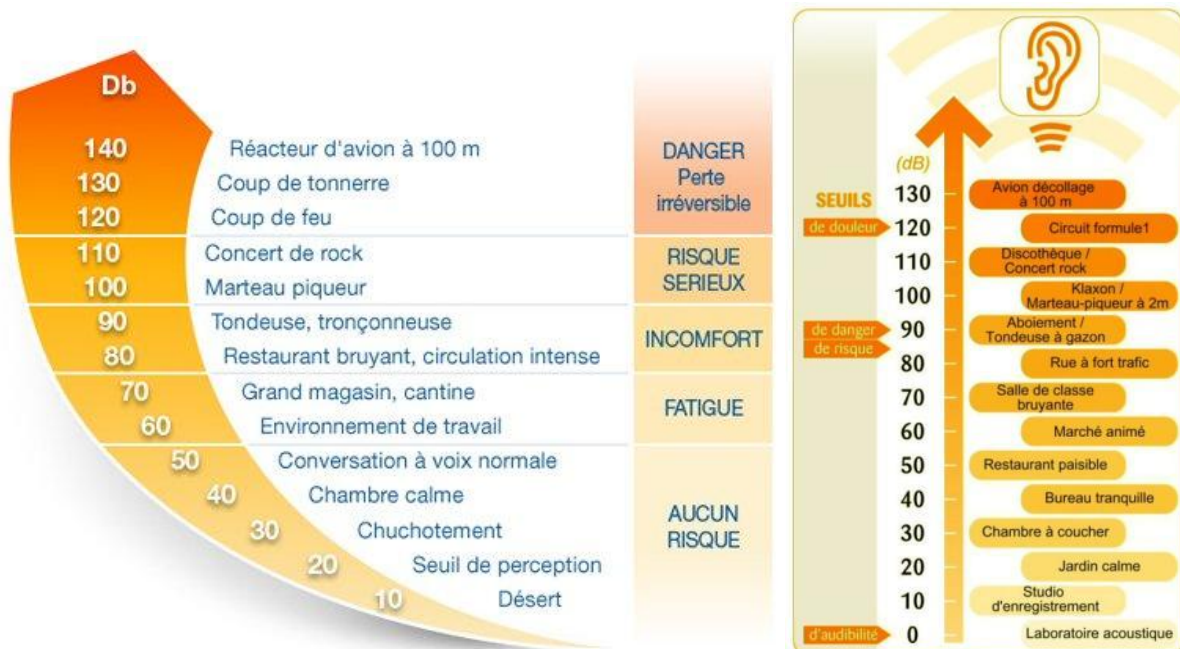 Db
140 Réacteur d'avion à 100 m
130 Coup de tonnerre
120 Coup de feu
DANGER
Perte
irréversible
110 Concert de rock
100 Marteau piqueur
RISQUE
SERIEUX
90 Tondeuse, tronçonneuse
80 Restaurant bruyant, circulation intense
INCOMFORT
70 Grand magasin, cantine
60 Environnement de travail
FATIGUE
50 Conversation à voix normale
40 Chambre calme
30 Chuchotement
20 Seuil de perception
10 Désert
AUCUN
RISQUE
(dB)
SEUILS
130 Avion décollage
à 100 m
de douleur 120 Circuit formule1
110 Discothèque /
Concert rock
100 Klaxon /
Marteau-piqueur à 2m
de danger 90 Aboiement /
Tondeuse à gazon
de risque
80 Rue à fort trafic
70 Salle de classe
bruyante
60 Marché animé
50 Restaurant paisible
40 Bureau tranquille
30 Chambre à coucher
20 Jardin calme
10 Studio
d'enregistrement
d'audibilité 0 Laboratoire acoustique